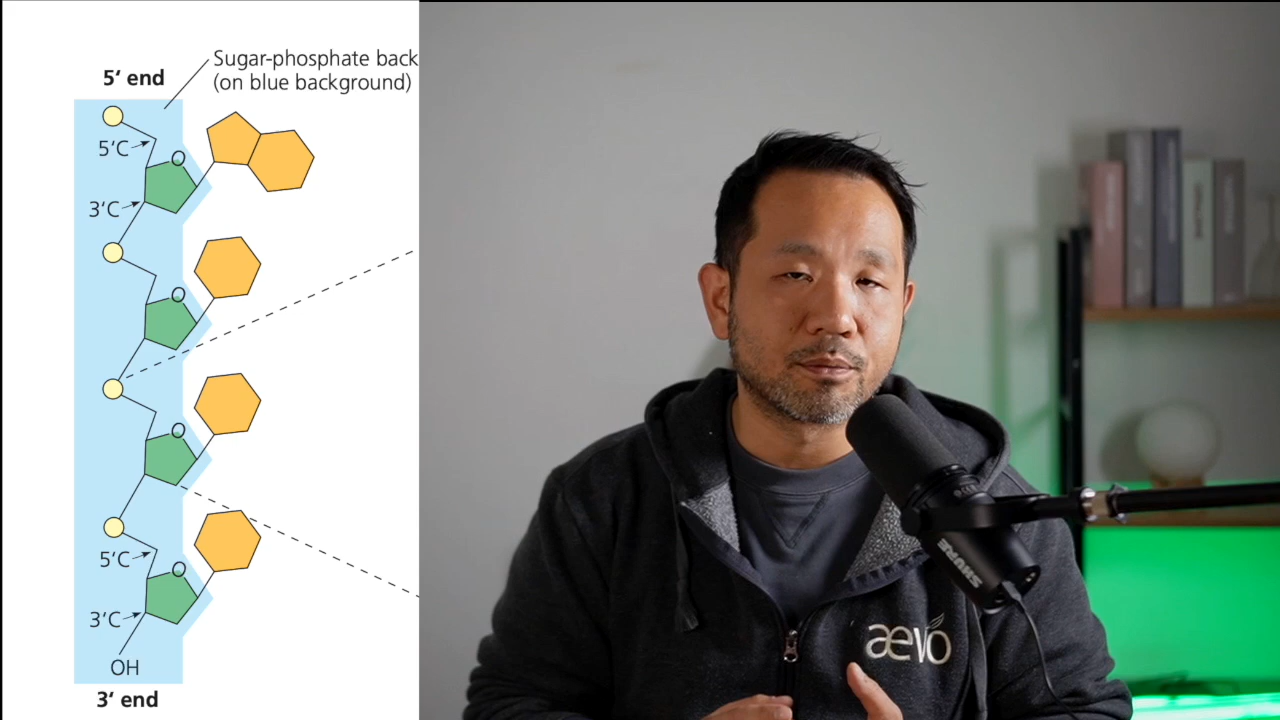 Sugar-phosphate back
(on blue background)
5' end
5'C
O
3'C
O
O
5'C
O
3'C
OH
3' end
SHURE
aevo